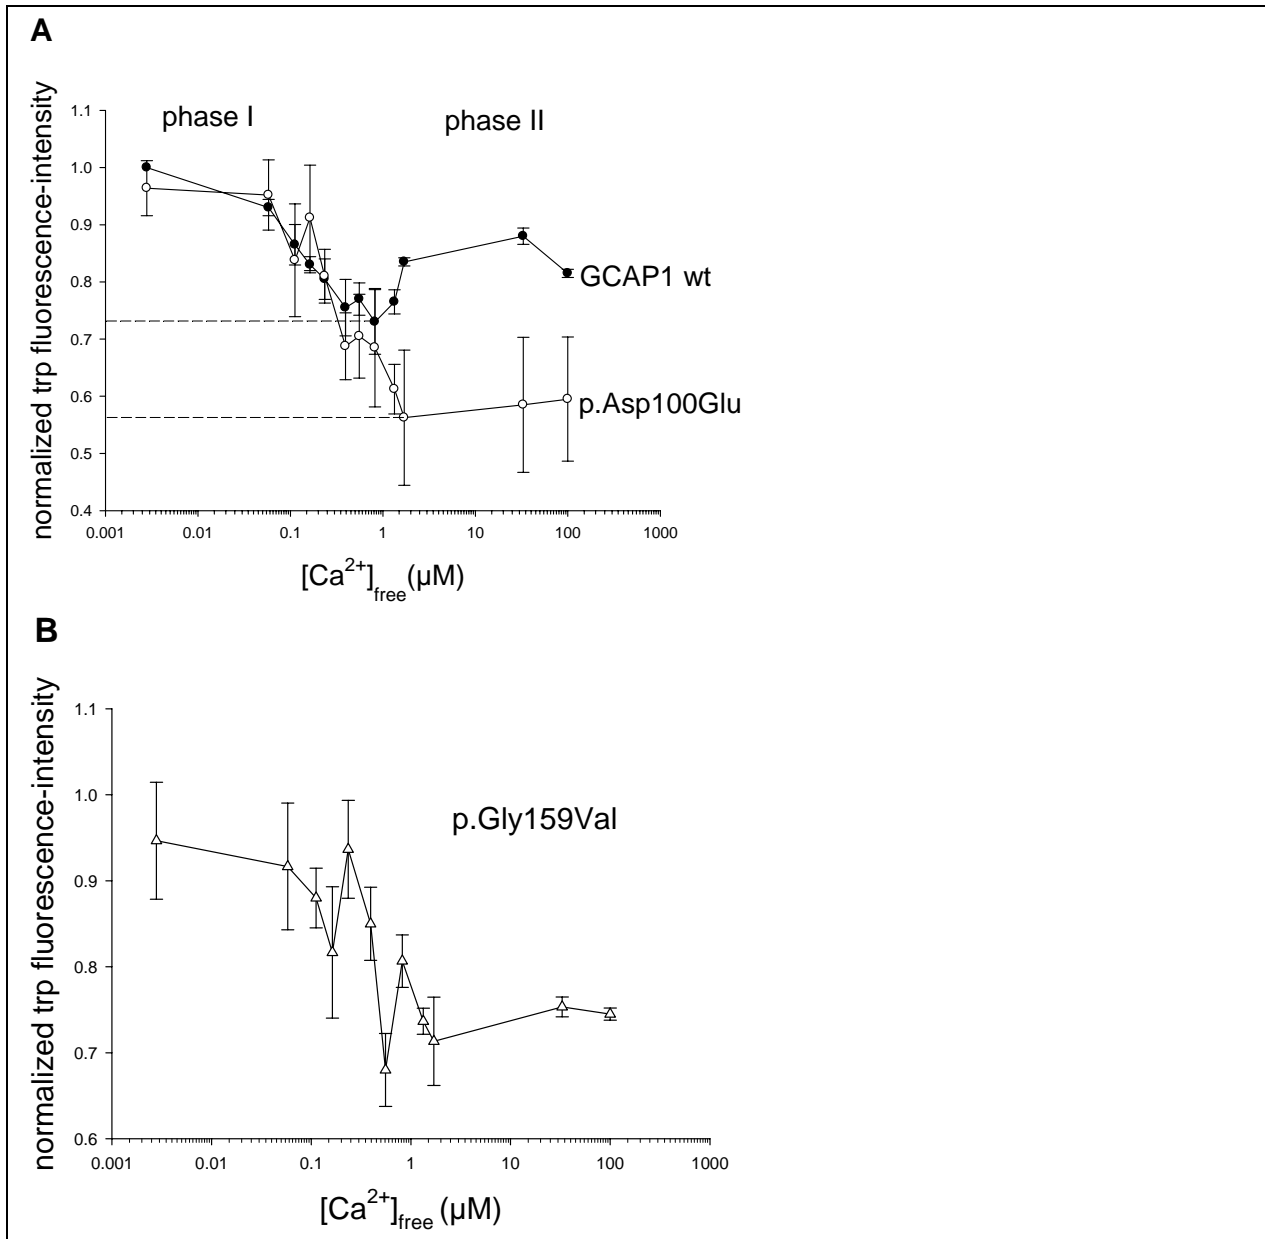 A
normalized trp fluorescence-intensity
phase I
phase II
1.1
1.0
0.9
0.8
0.7
0.6
0.5
0.4
GCAP1 wt
p.Asp100Glu
0.001 0.01 0.1 1 10 100 1000
[Ca2+]free(µM)
B
normalized trp fluorescence-intensity
1.1
1.0
0.9
0.8
0.7
0.6
p.Gly159Val
0.001 0.01 0.1 1 10 100 1000
[Ca2+]free (µM)